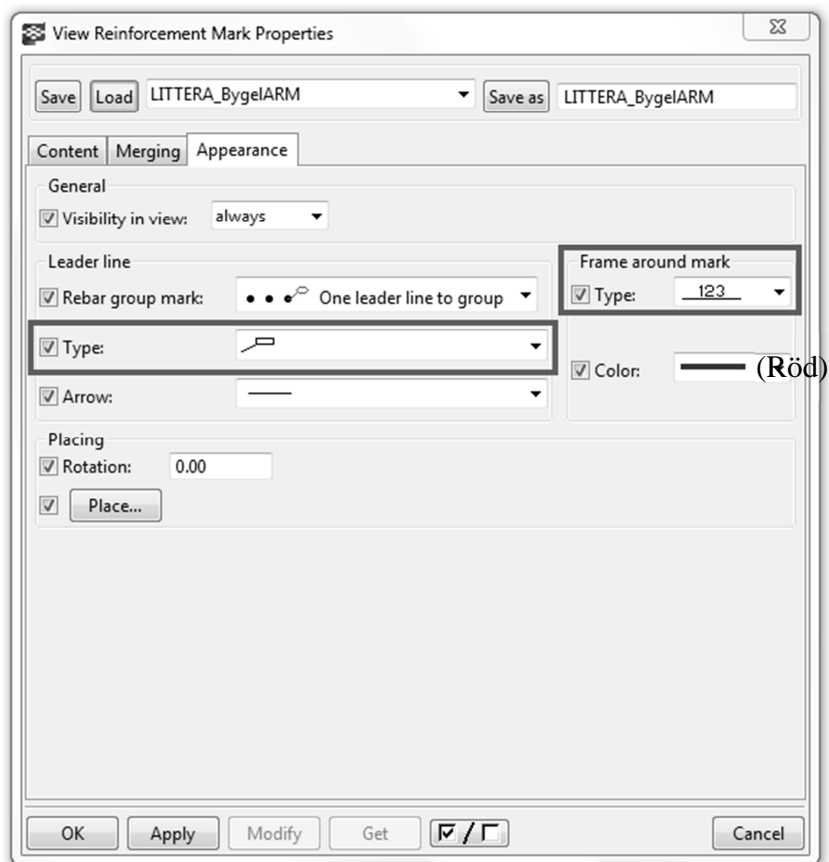 View Reinforcement Mark Properties
Save Load LITTERA_BygelARM Save as LITTERA_BygelARM
Content Merging Appearance
General
Visibility in view: always
Leader line
Rebar group mark: One leader line to group
Type:
Arrow:
Frame around mark
Type: 123
Color: (Röd)
Placing
Rotation: 0.00
Place...
OK Apply Modify Get / Cancel